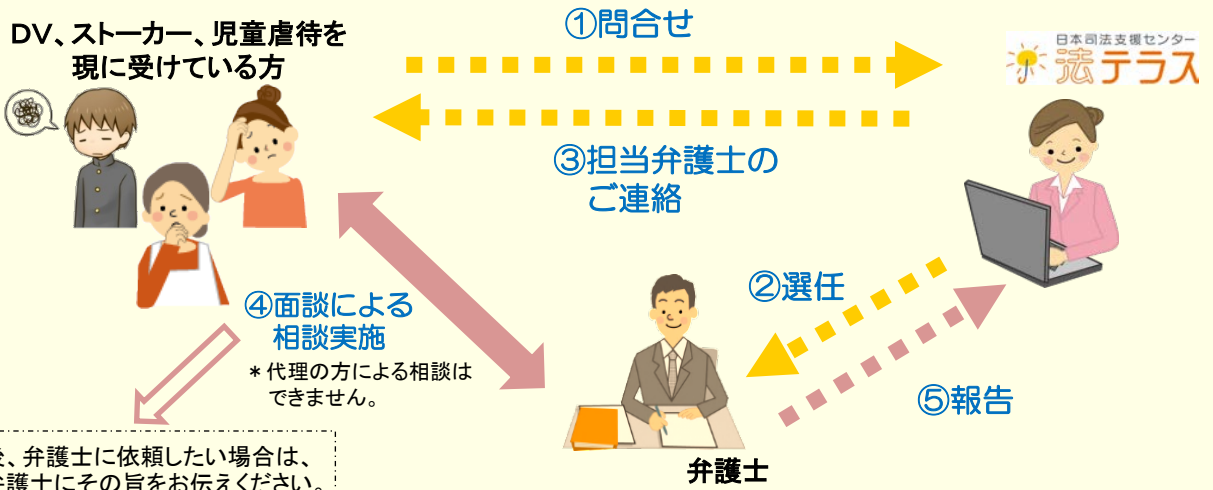 DV、ストーカー、児童虐待を
現に受けている方
①問合せ
日本司法支援センター
法テラス
③担当弁護士の
ご連絡
②選任
④面談による
相談実施
＊代理の方による相談は
できません。
⑤報告
、弁護士に依頼したい場合は、
弁護士にその旨をお伝えください。
弁護士